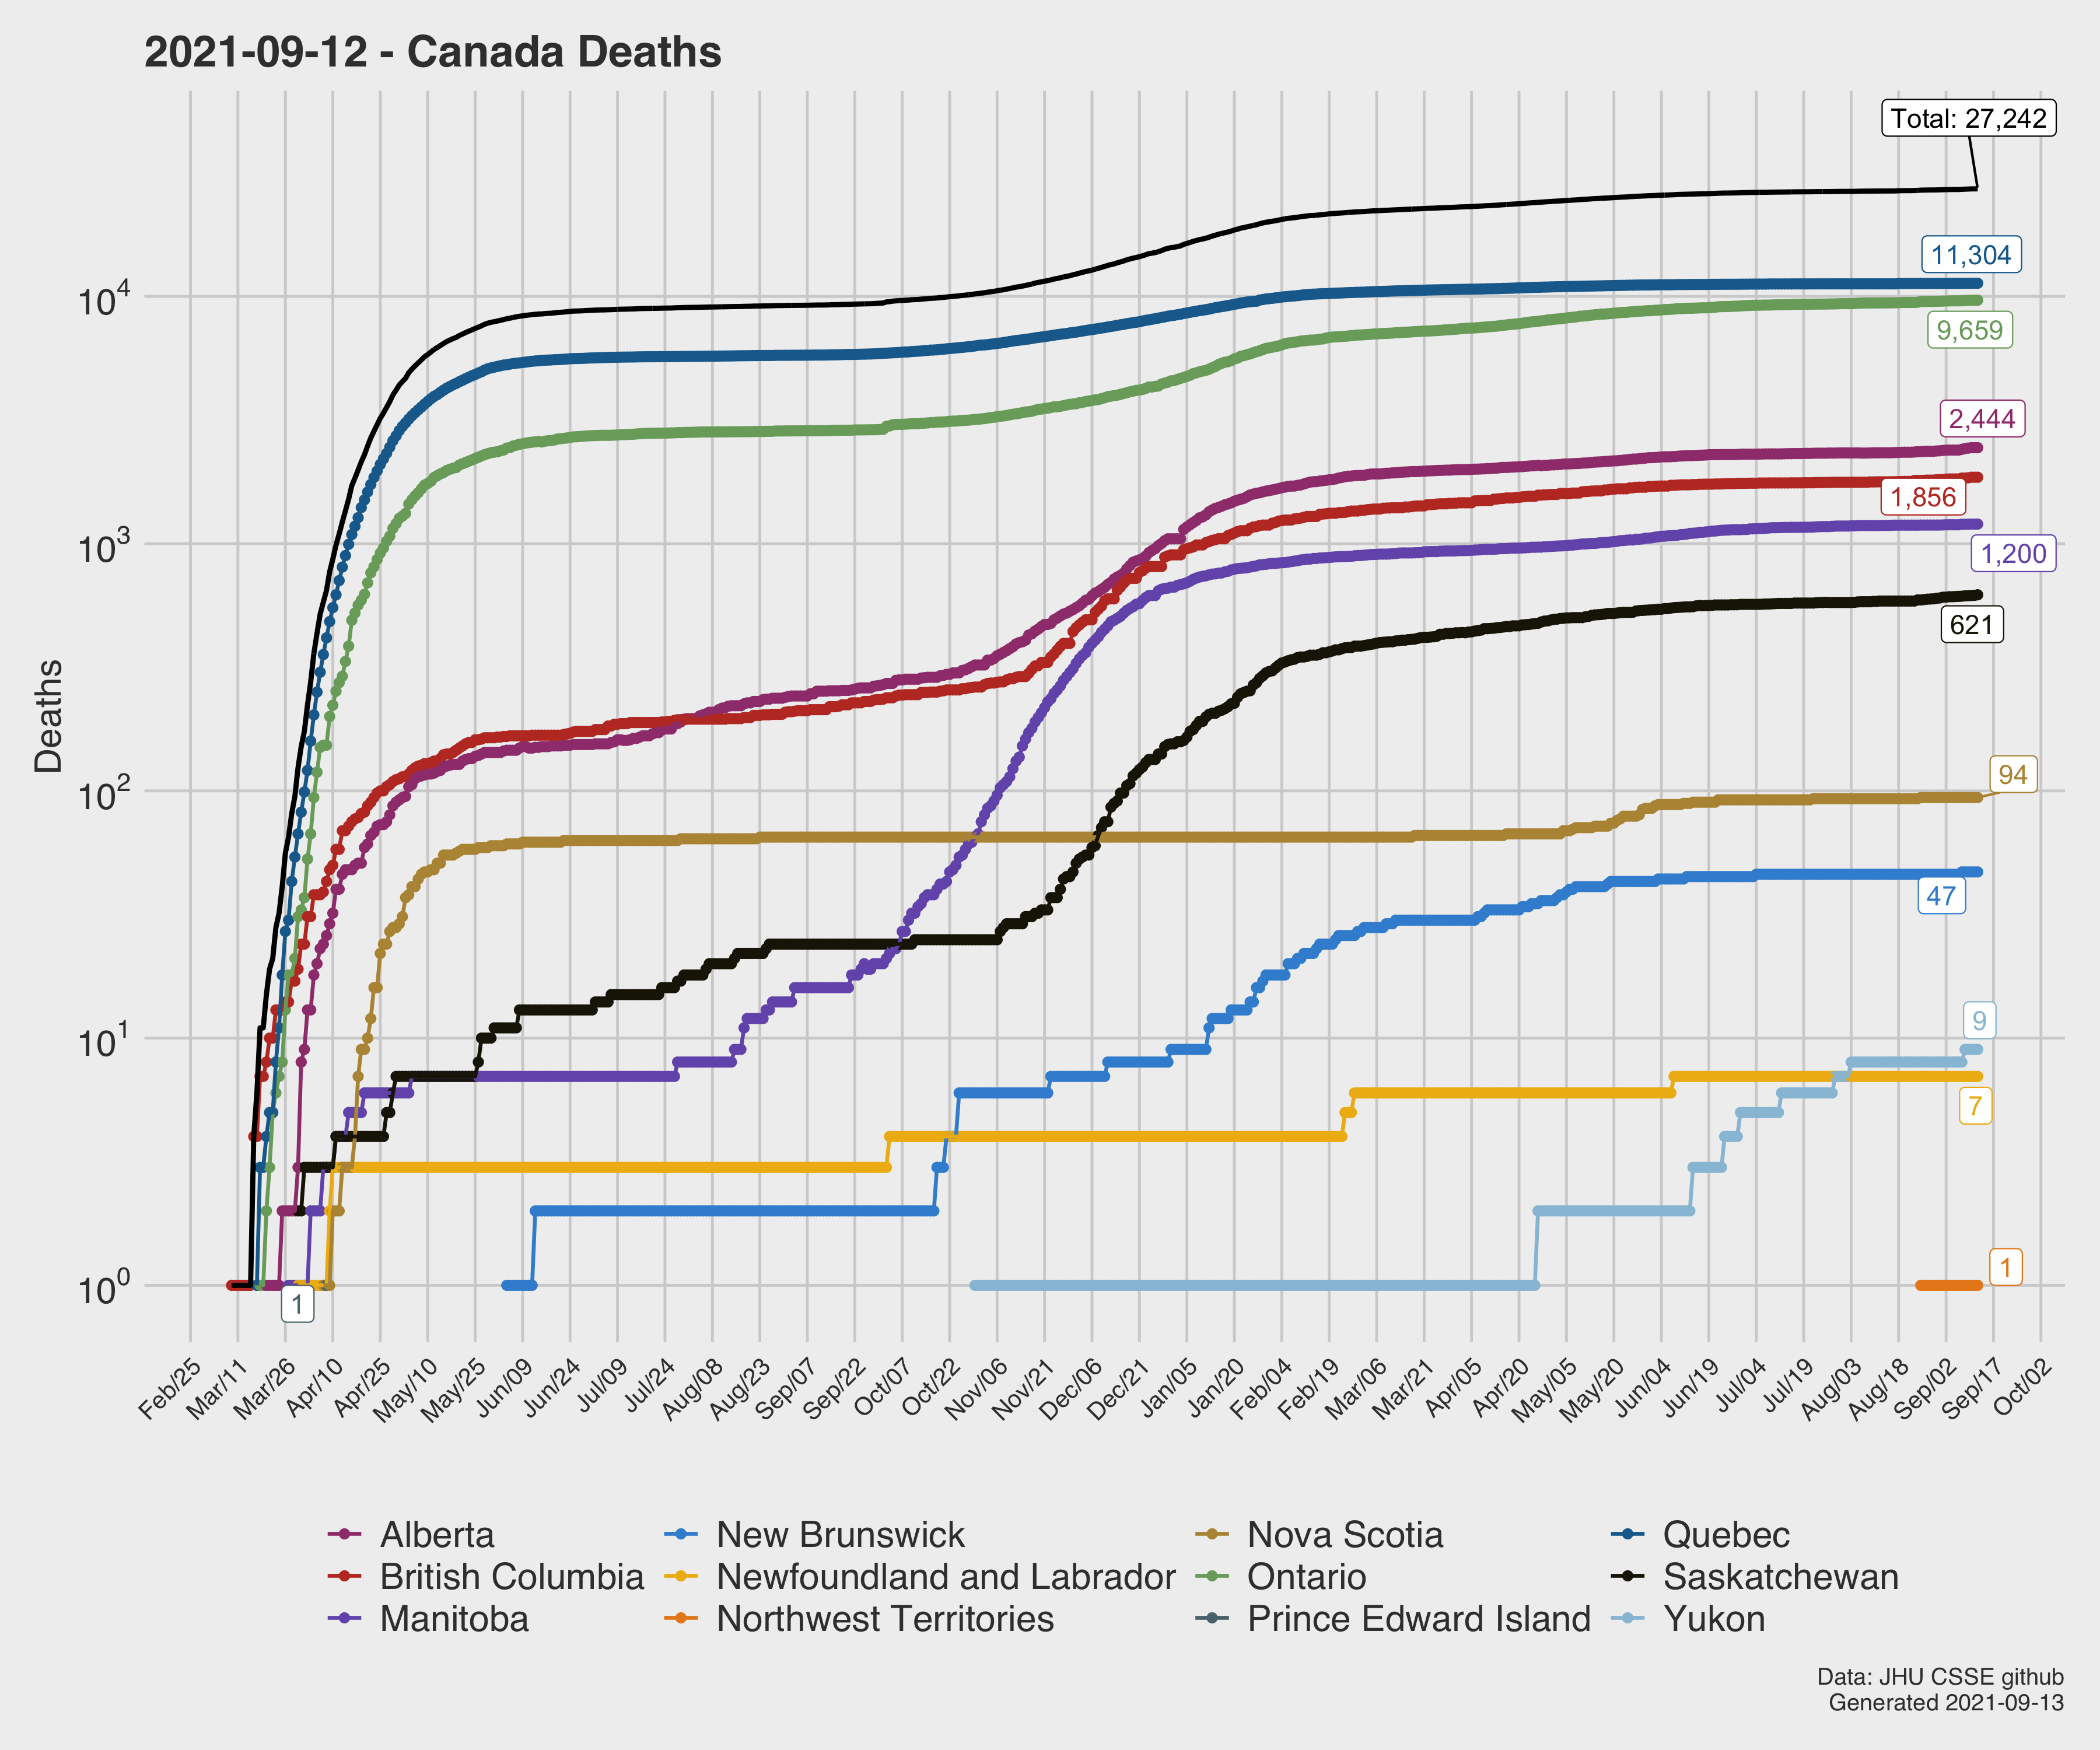 2021-09-12 - Canada Deaths
Total: 27,242
11,304
9,659
2,444
1,856
1,200
621
94
47
9
7
1
1
Deaths
10^4
10^3
10^2
10^1
10^0
Feb/25
Mar/11
Mar/26
Apr/10
Apr/25
May/10
May/25
Jun/09
Jun/24
Jul/09
Jul/24
Aug/08
Aug/23
Sep/07
Sep/22
Oct/07
Oct/22
Nov/06
Nov/21
Dec/06
Dec/21
Jan/05
Jan/20
Feb/04
Feb/19
Mar/06
Mar/21
Apr/05
Apr/20
May/05
May/20
Jun/04
Jun/19
Jul/04
Jul/19
Aug/03
Aug/18
Sep/02
Sep/17
Oct/02
Alberta
British Columbia
Manitoba
New Brunswick
Newfoundland and Labrador
Northwest Territories
Nova Scotia
Ontario
Prince Edward Island
Quebec
Saskatchewan
Yukon
Data: JHU CSSE github
Generated 2021-09-13